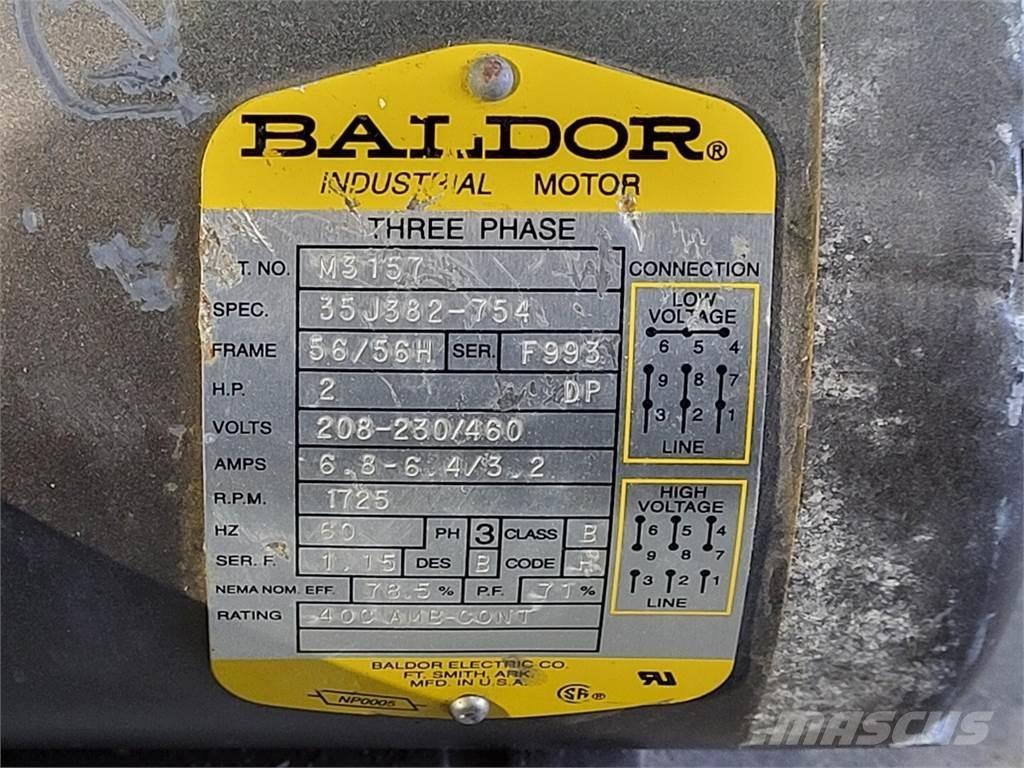 BALDOR®
INDUSTRIAL MOTOR
THREE PHASE
T. NO. M3157
SPEC. 35J382-754
FRAME 56/56H SER. F993
H.P. 2 DP
VOLTS 208-230/460
AMPS 6.8-6.4/3.2
R.P.M. 1725
HZ 60 PH 3 CLASS B
SER. F. 1.15 DES B CODE H
NEMA NOM. EFF. 78.5 % P.F. 71 %
RATING 40C AMB-CONT
CONNECTION
LOW
VOLTAGE
6 5 4
9 8 7
3 2 1
LINE
HIGH
VOLTAGE
6 5 4
9 8 7
3 2 1
LINE
BALDOR ELECTRIC CO.
FT. SMITH, ARK.
MFD. IN U.S.A.
NP0005
SA ®
RU
MASCUS